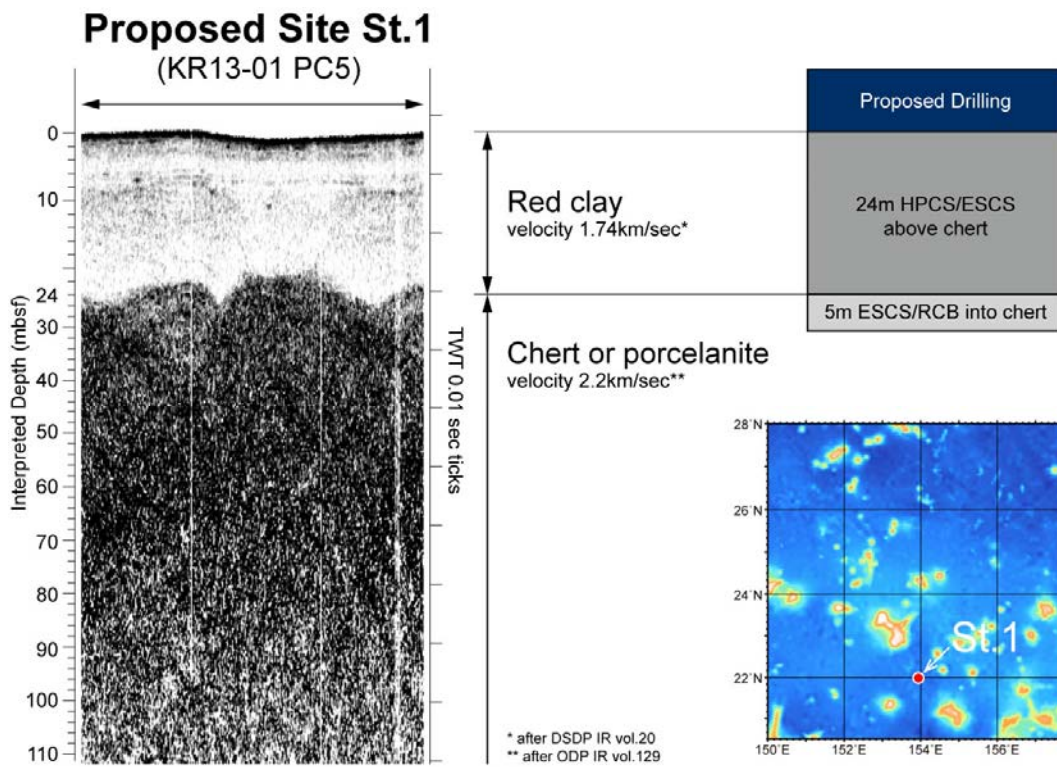 Proposed Site St.1
(KR13-01 PC5)
Interpreted Depth (mbsf)
0
10
24
30
40
50
60
70
80
90
100
110
TWT 0.01 sec ticks
Red clay
velocity 1.74km/sec*
Chert or porcelanite
velocity 2.2km/sec**
* after DSDP IR vol.20
** after ODP IR vol.129
Proposed Drilling
24m HPCS/ESCS
above chert
5m ESCS/RCB into chert
28˚N
26˚N
24˚N
22˚N
St.1
150˚E
152˚E
154˚E
156˚E